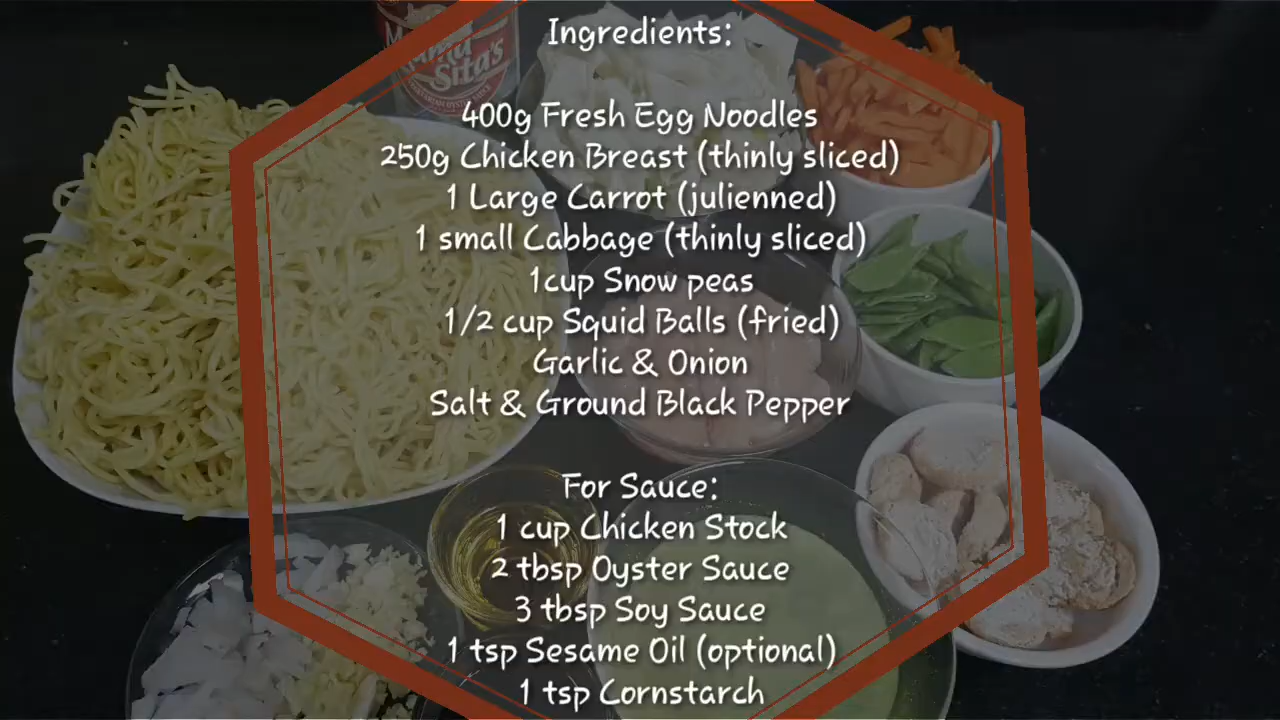 Ingredients:
400g Fresh Egg Noodles
250g Chicken Breast (thinly sliced)
1 Large Carrot (julienned)
1 small Cabbage (thinly sliced)
1cup Snow peas
1/2 cup Squid Balls (fried)
Garlic & Onion
Salt & Ground Black Pepper
For Sauce:
1 cup Chicken Stock
2 tbsp Oyster Sauce
3 tbsp Soy Sauce
1 tsp Sesame Oil (optional)
1 tsp Cornstarch
Mama
Sita's